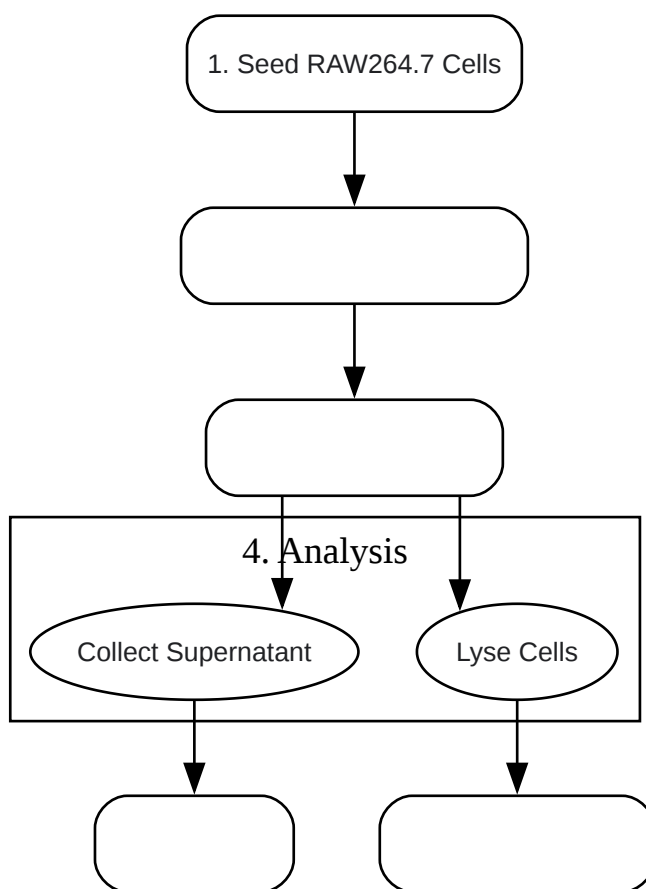 1. Seed RAW264.7 Cells
4. Analysis
Collect Supernatant
Lyse Cells